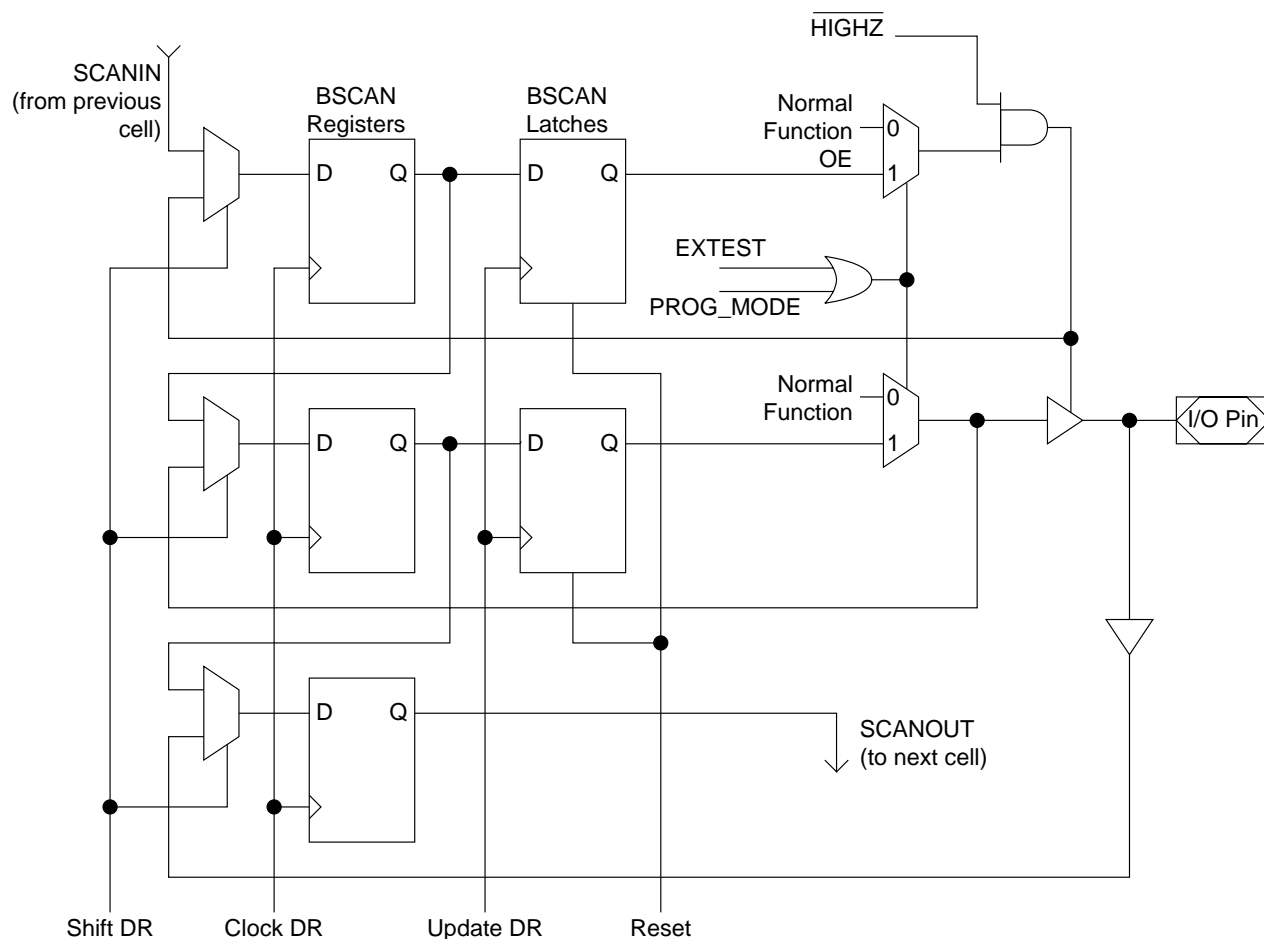 HIGHZ
SCANIN
(from previous
cell)
BSCAN
Registers
BSCAN
Latches
Normal
Function
OE
0
1
D Q
D Q
EXTEST
PROG_MODE
Normal
Function
0
1
D Q
D Q
I/O Pin
D Q
SCANOUT
(to next cell)
Shift DR
Clock DR
Update DR
Reset